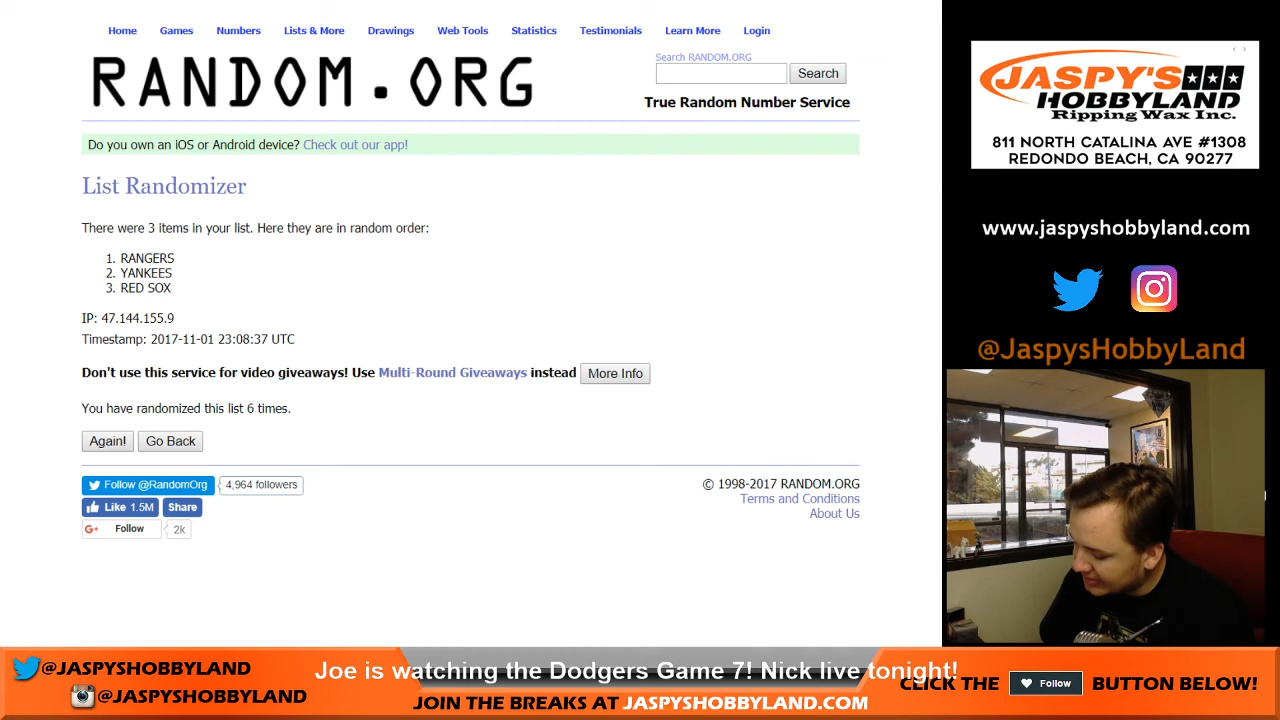 Home Games Numbers Lists & More Drawings Web Tools Statistics Testimonials Learn More Login
RANDOM.ORG
Search RANDOM.ORG
Search
True Random Number Service
Do you own an iOS or Android device? Check out our app!
List Randomizer
There were 3 items in your list. Here they are in random order:
1. RANGERS
2. YANKEES
3. RED SOX
IP: 47.144.155.9
Timestamp: 2017-11-01 23:08:37 UTC
Don't use this service for video giveaways! Use Multi-Round Giveaways instead More Info
You have randomized this list 6 times.
Again! Go Back
Follow @RandomOrg 4,964 followers
Like 1.5M Share
G+ Follow 2k
© 1998-2017 RANDOM.ORG
Terms and Conditions
About Us
JASPY'S
HOBBYLAND
Ripping Wax Inc.
811 NORTH CATALINA AVE #1308
REDONDO BEACH, CA 90277
www.jaspyshobbyland.com
@JaspysHobbyLand
@JASPYSHOBBYLAND
@JASPYSHOBBYLAND
Joe is watching the Dodgers Game 7! Nick live tonight!
JOIN THE BREAKS AT JASPYSHOBBYLAND.COM
CLICK THE Follow BUTTON BELOW!